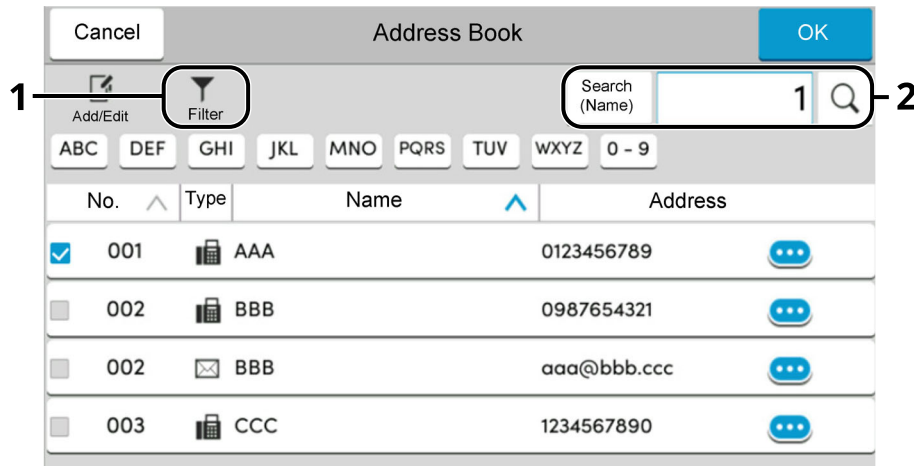 Cancel Address Book OK
1 Add/Edit Filter Search (Name) 1 2
ABC DEF GHI JKL MNO PQRS TUV WXYZ 0 - 9
No. Type Name Address
001 AAA 0123456789
002 BBB 0987654321
002 BBB aaa@bbb.ccc
003 CCC 1234567890